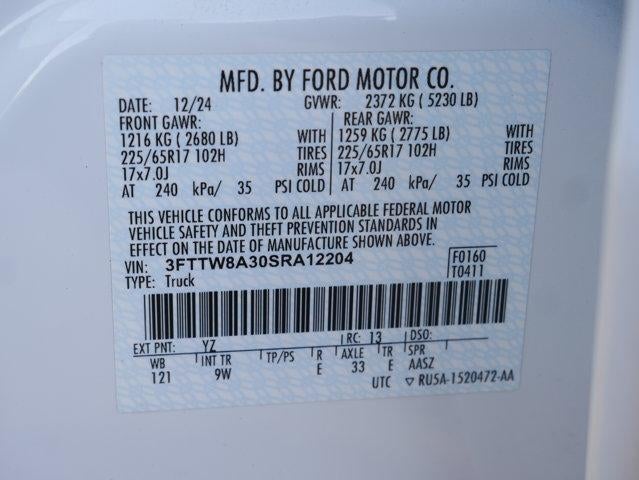 MFD. BY FORD MOTOR CO.
DATE: 12/24 GVWR: 2372 KG ( 5230 LB)
FRONT GAWR: REAR GAWR:
1216 KG ( 2680 LB) WITH 1259 KG ( 2775 LB) WITH
225/65R17 102H TIRES 225/65R17 102H TIRES
17x7.0J RIMS 17x7.0J RIMS
AT 240 kPa/ 35 PSI COLD AT 240 kPa/ 35 PSI COLD
THIS VEHICLE CONFORMS TO ALL APPLICABLE FEDERAL MOTOR
VEHICLE SAFETY AND THEFT PREVENTION STANDARDS IN
EFFECT ON THE DATE OF MANUFACTURE SHOWN ABOVE.
VIN: 3FTTW8A30SRA12204 F0160
TYPE: Truck T0411
EXT PNT: YZ RC: 13 DSO:
WB INT TR TP/PS R AXLE TR SPR
121 9W E 33 E AASZ
UTC ▽ RU5A-1520472-AA